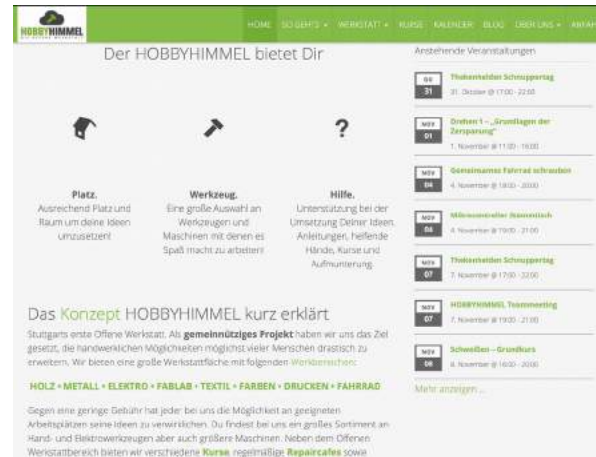 HOBBYHIMMEL
HOME SO GEHTS WERKSTATT KURSE KALENDER BLOG ÜBER UNS
Der HOBBYHIMMEL bietet Dir
Platz.
Ausreichend Platz und
Raum um deine Ideen
umzusetzen!
Werkzeug.
Eine große Auswahl an
Werkzeugen und
Maschinen mit denen es
Spaß macht zu arbeiten!
?
Hilfe.
Unterstützung bei der
Umsetzung Deiner Ideen.
Anleitungen, helfende
Hände, Kurse und
Aufmunterung.
Das Konzept HOBBYHIMMEL kurz erklärt
Stuttgarts erste Offene Werkstatt. Als gemeinnütziges Projekt haben wir uns das Ziel
gesetzt, die handwerklichen Möglichkeiten möglichst vieler Menschen drastisch zu
erweitern. Wir bieten eine große Werkstattfläche mit folgenden Werkbereichen:
HOLZ • METALL • ELEKTRO • FABLAB • TEXTIL • FARBEN • DRUCKEN • FAHRRAD
Gegen eine geringe Gebühr hat jeder bei uns die Möglichkeit an geeigneten
Arbeitsplätzen seine Ideen zu verwirklichen. Du findest bei uns ein großes Sortiment an
Hand- und Elektrowerkzeugen aber auch größere Maschinen. Neben dem Offenen
Werkstattbereich bieten wir verschiedene Kurse, regelmäßige Repaircafes sowie
Anstehende Veranstaltungen
31
Thekenhelden Schnuppertag
31. Oktober @ 17:00 - 22:00
NOV
01
Drehen 1 – „Grundlagen der
Zerspanung"
1. November @ 11:00 - 16:00
NOV
04
Gemeinsames Fahrrad schrauben
4. November @ 18:00 - 20:00
NOV
04
Mikrocontroller Stammtisch
4. November @ 19:00 - 21:00
NOV
07
Thekenhelden Schnuppertag
7. November @ 17:00 - 22:00
NOV
07
HOBBYHIMMEL Teammeeting
7. November @ 19:00 - 21:00
NOV
08
Schweißen – Grundkurs
8. November @ 16:00 - 20:00
Mehr anzeigen ...